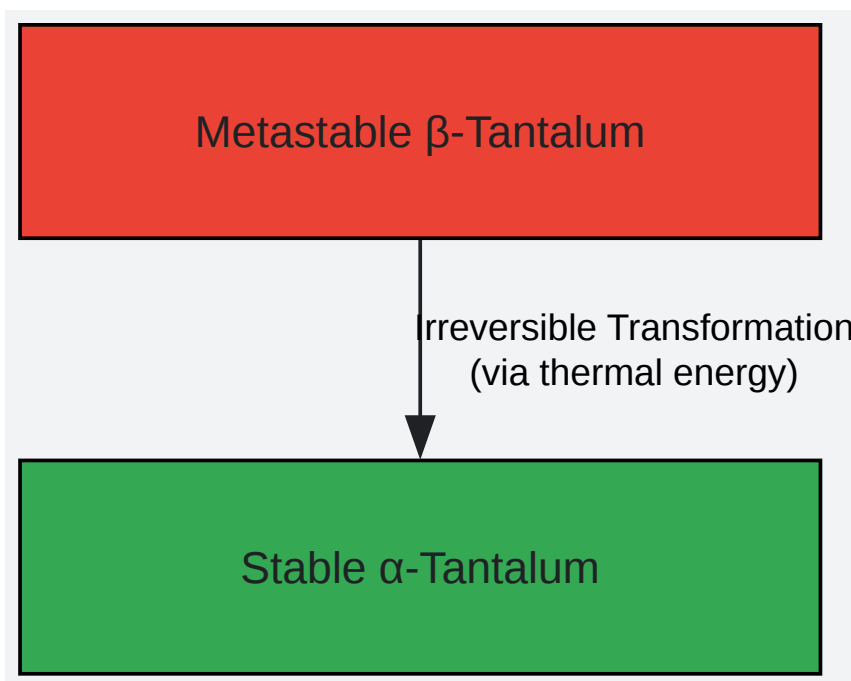 Metastable β-Tantalum
Irreversible Transformation
(via thermal energy)
Stable α-Tantalum